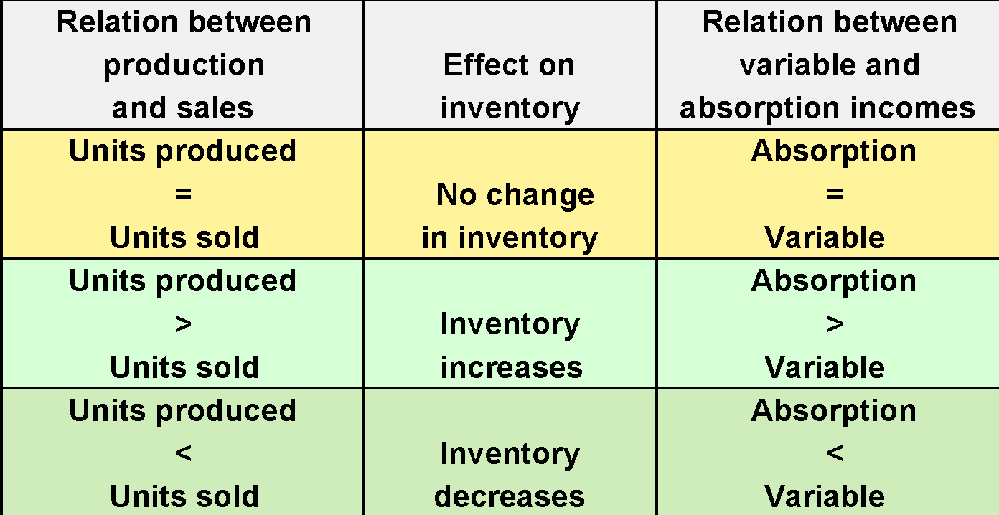 Relation between
production
and sales
Effect on
inventory
Relation between
variable and
absorption incomes
Units produced
=
Units sold
No change
in inventory
Absorption
=
Variable
Units produced
>
Units sold
Inventory
increases
Absorption
>
Variable
Units produced
<
Units sold
Inventory
decreases
Absorption
<
Variable